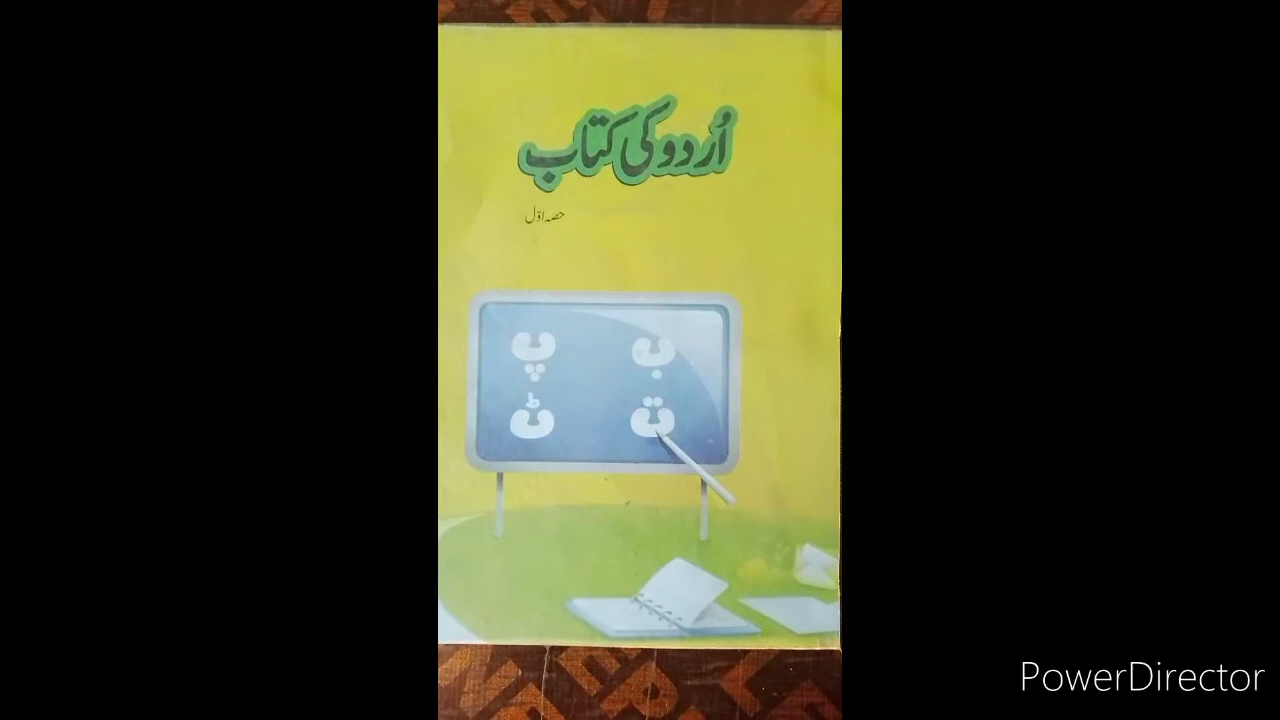 اُردو کی کتاب
حصہ اوّل
ب پ
ت ٹ
PowerDirector